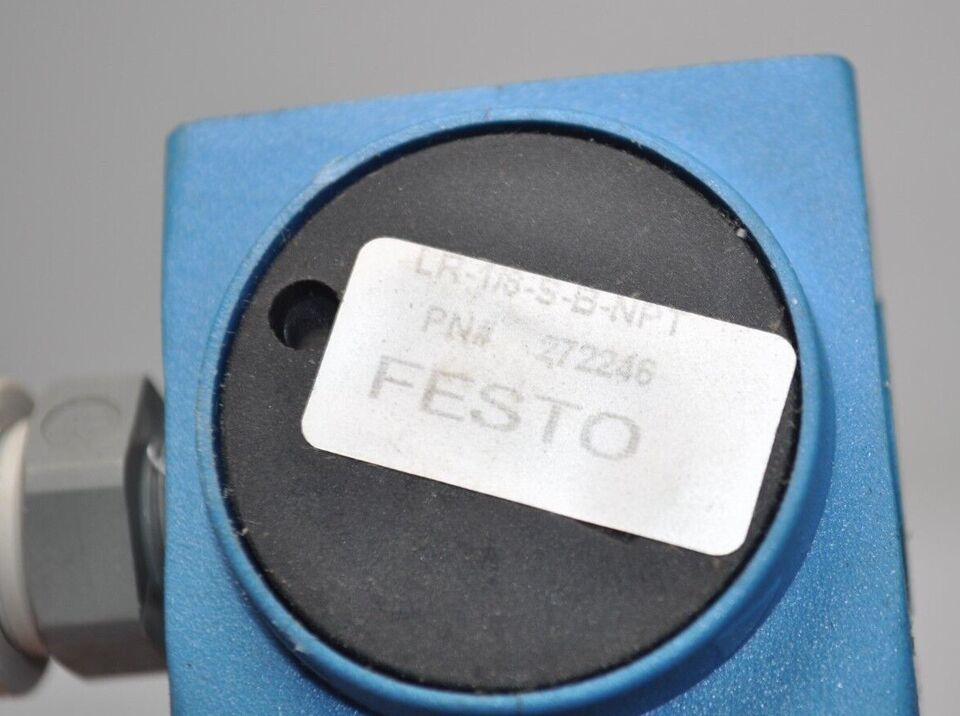 LR-1/8-S-B-NPT
PN# 272246
FESTO